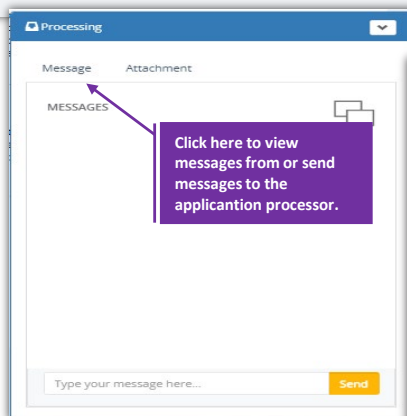 Processing
Message Attachment
MESSAGES
Click here to view
messages from or send
messages to the
applicantion processor.
Type your message here...
Send